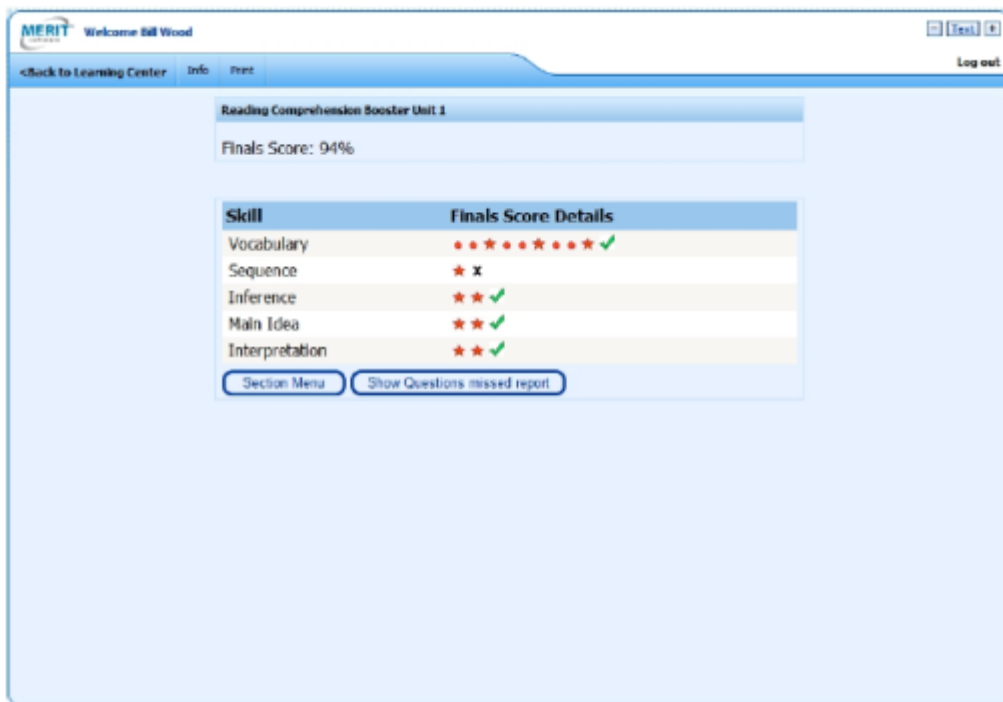 MERIT Welcome Bill Wood
- Text +
<Back to Learning Center Info Print
Log out
Reading Comprehension Booster Unit 1
Finals Score: 94%
Skill Finals Score Details
Vocabulary
Sequence x
Inference
Main Idea
Interpretation
Section Menu Show Questions missed report